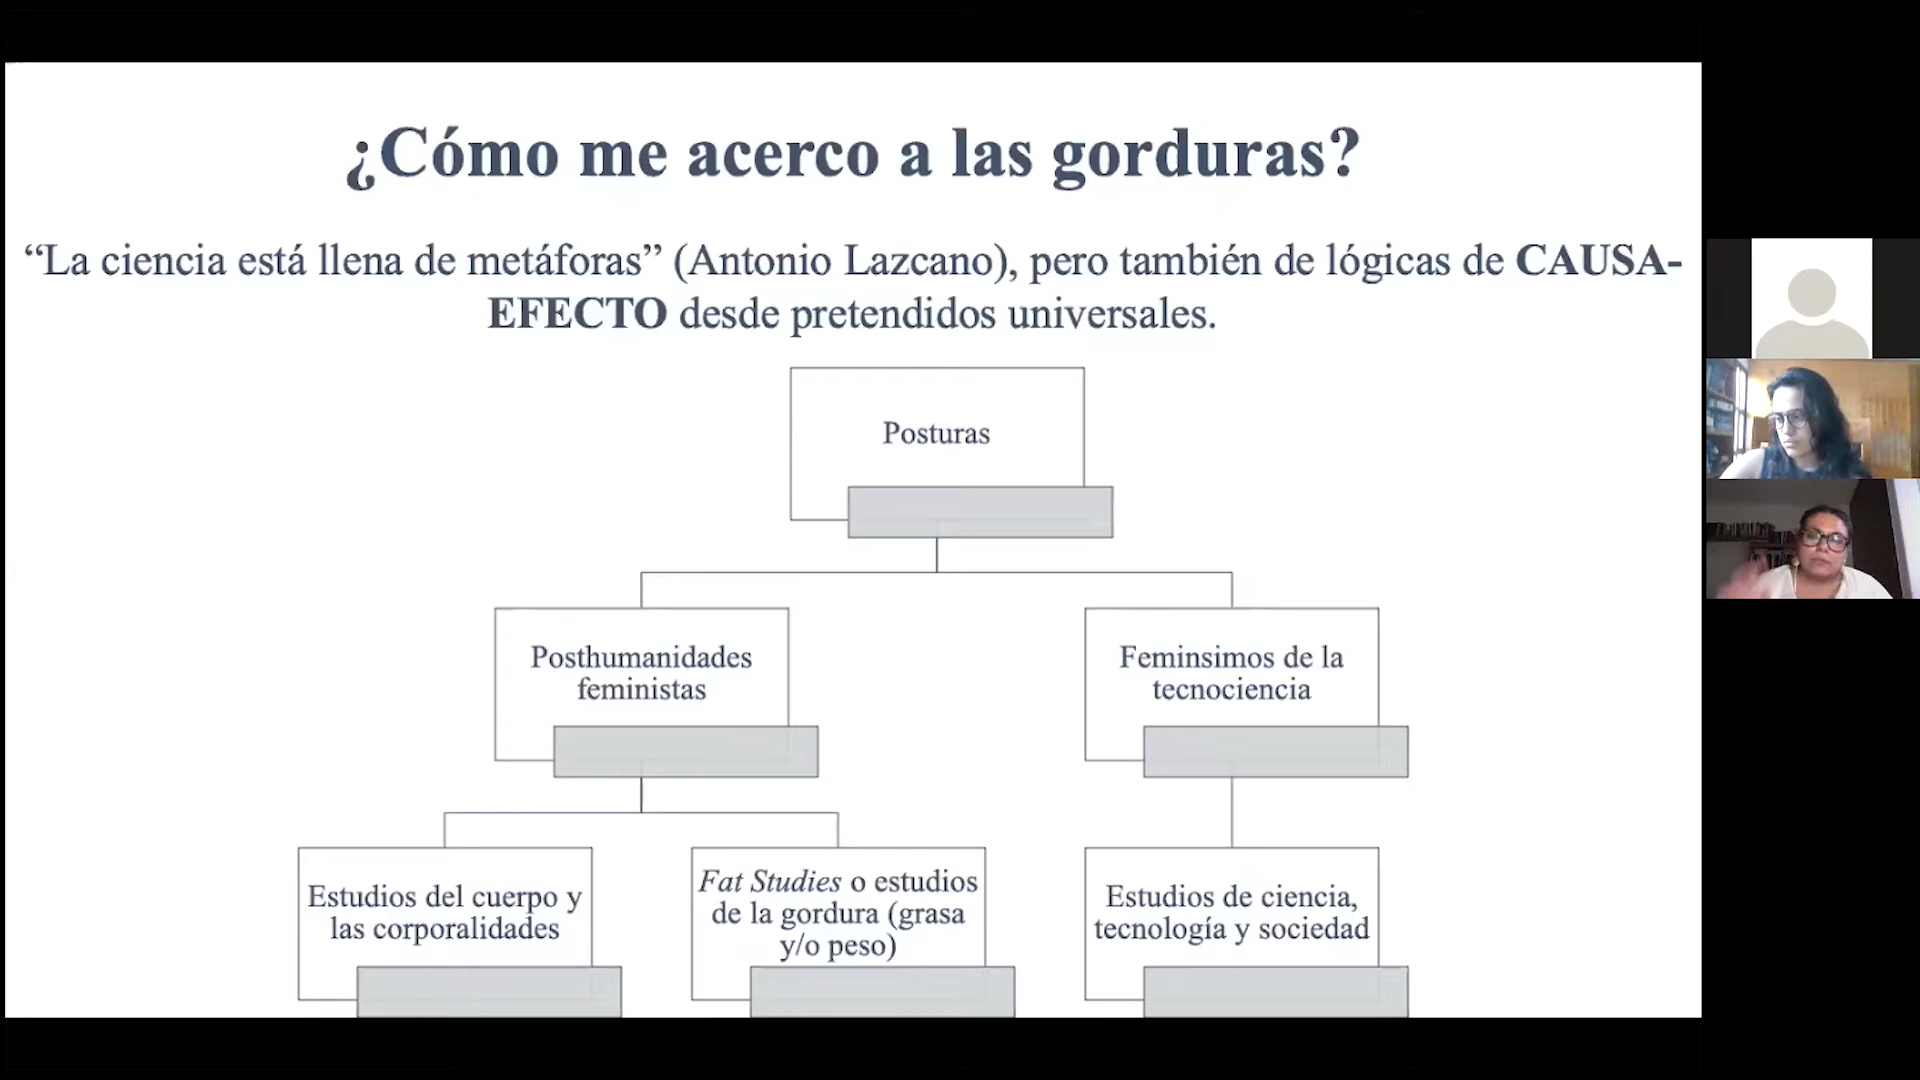 ¿Cómo me acerco a las gorduras?
“La ciencia está llena de metáforas” (Antonio Lazcano), pero también de lógicas de CAUSA-
EFECTO desde pretendidos universales.
Posturas
Posthumanidades
feministas
Feminsimos de la
tecnociencia
Estudios del cuerpo y
las corporalidades
Fat Studies o estudios
de la gordura (grasa
y/o peso)
Estudios de ciencia,
tecnología y sociedad